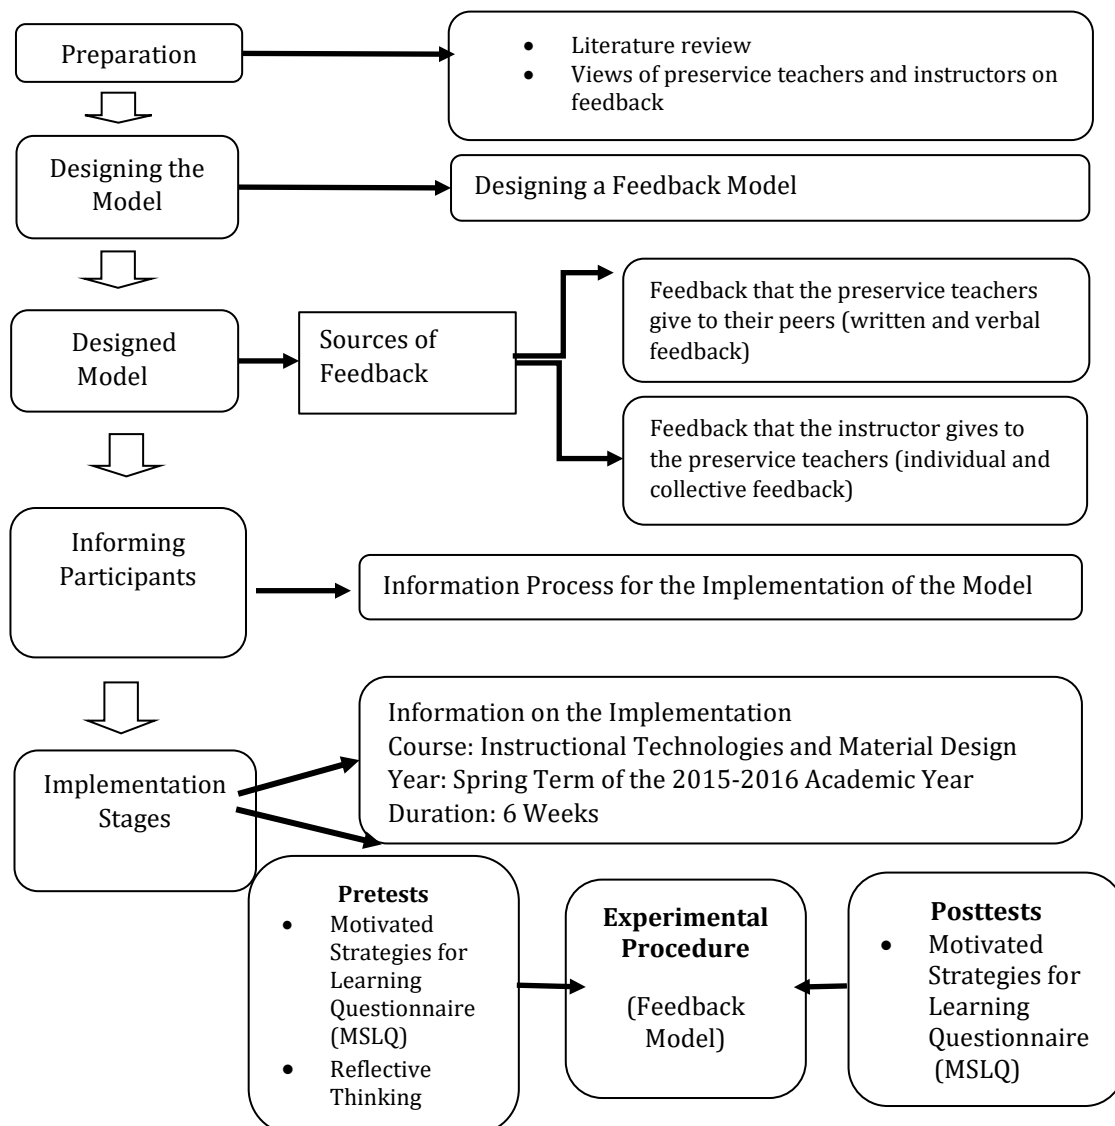 Preparation
• Literature review
• Views of preservice teachers and instructors on
feedback
Designing the
Model
Designing a Feedback Model
Designed
Model
Sources of
Feedback
Feedback that the preservice teachers
give to their peers (written and verbal
feedback)
Feedback that the instructor gives to
the preservice teachers (individual and
collective feedback)
Informing
Participants
Information Process for the Implementation of the Model
Implementation
Stages
Information on the Implementation
Course: Instructional Technologies and Material Design
Year: Spring Term of the 2015-2016 Academic Year
Duration: 6 Weeks
Pretests
• Motivated
Strategies for
Learning
Questionnaire
(MSLQ)
• Reflective
Thinking
Experimental
Procedure
(Feedback
Model)
Posttests
• Motivated
Strategies for
Learning
Questionnaire
(MSLQ)